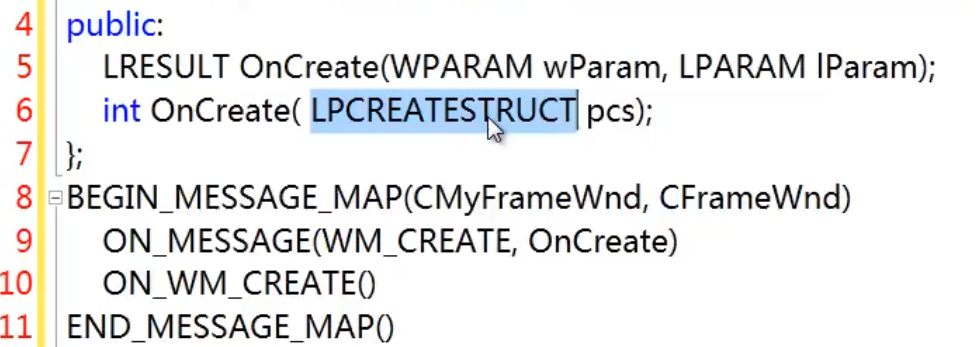 4 public:
5 LRESULT OnCreate(WPARAM wParam, LPARAM lParam);
6 int OnCreate( LPCREATESTRUCT pcs);
7 };
8 BEGIN_MESSAGE_MAP(CMyFrameWnd, CFrameWnd)
9 ON_MESSAGE(WM_CREATE, OnCreate)
10 ON_WM_CREATE()
11 END_MESSAGE_MAP()